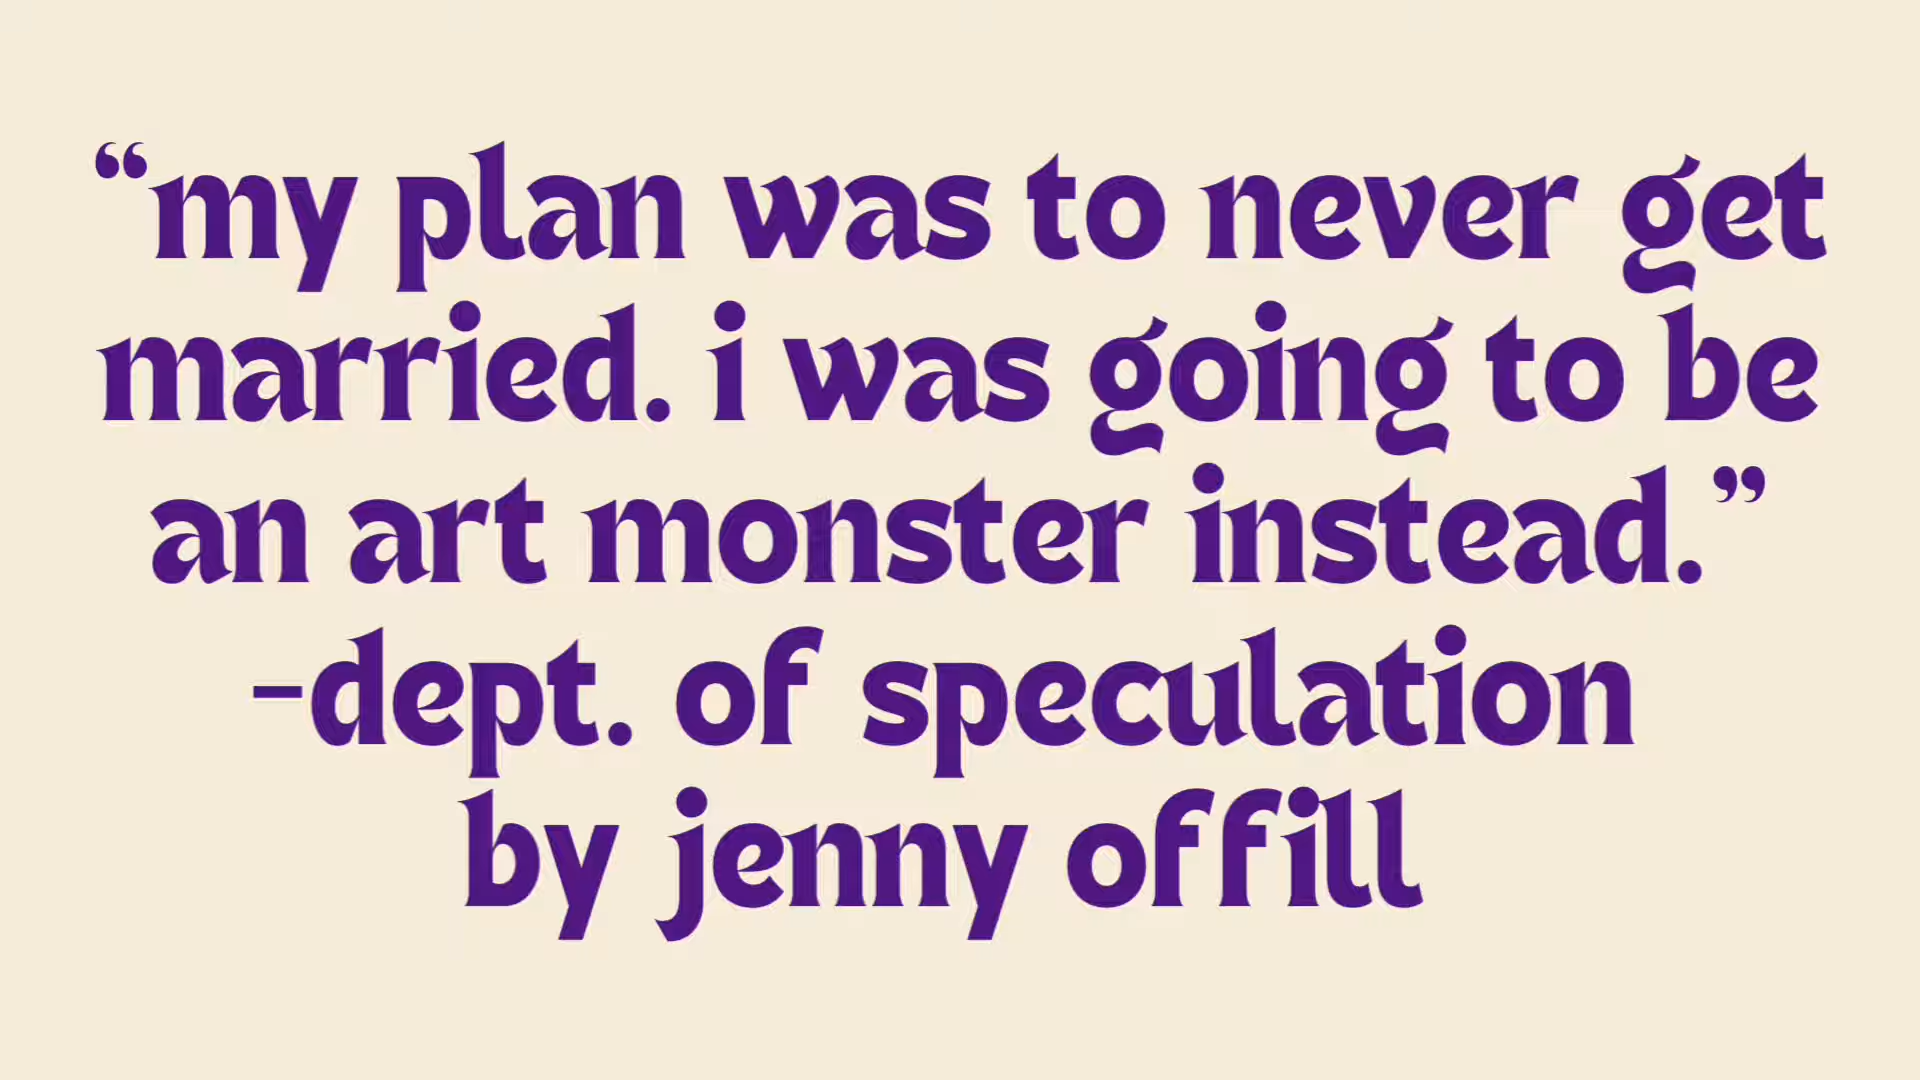 “my plan was to never get
married. i was going to be
an art monster instead.”
-dept. of speculation
by jenny offill